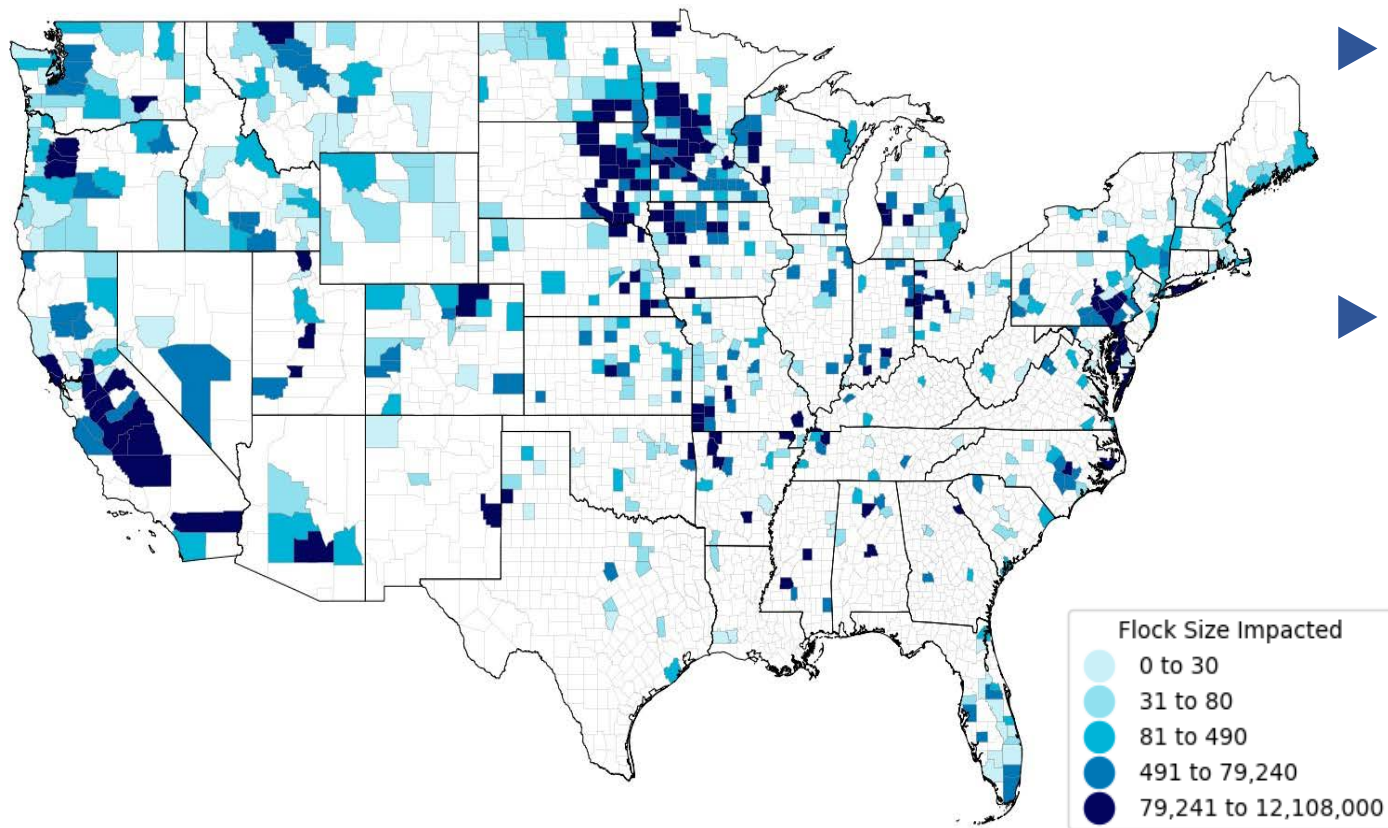 Flock Size Impacted
0 to 30
31 to 80
81 to 490
491 to 79,240
79,241 to 12,108,000